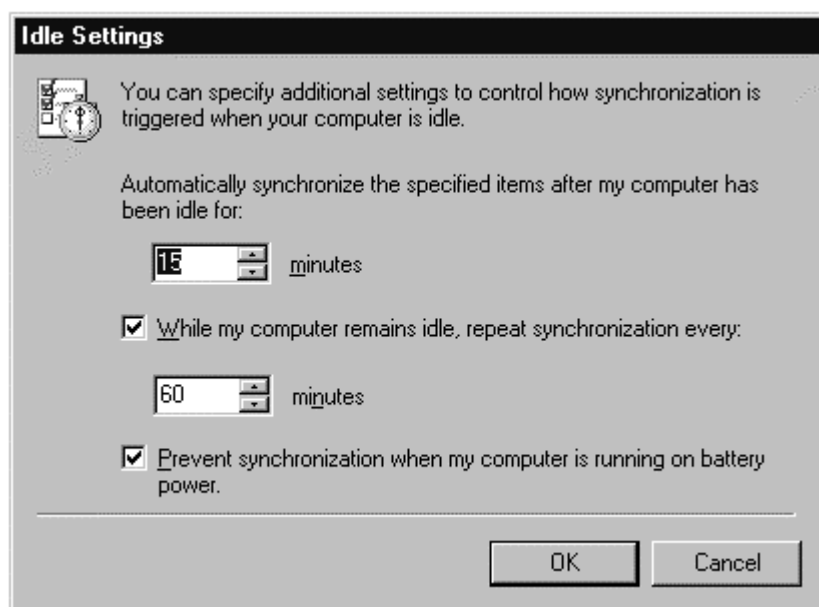 Idle Settings
You can specify additional settings to control how synchronization is
triggered when your computer is idle.
Automatically synchronize the specified items after my computer has
been idle for:
15 minutes
While my computer remains idle, repeat synchronization every:
60 minutes
Prevent synchronization when my computer is running on battery
power.
OK Cancel